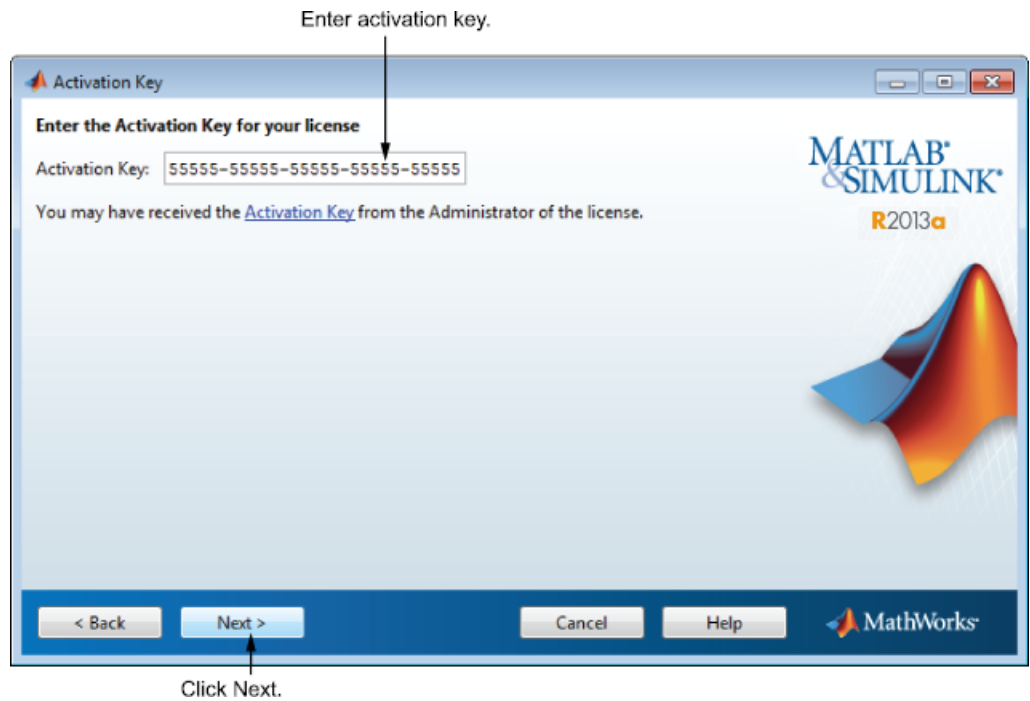 Enter activation key.
Activation Key
Enter the Activation Key for your license
Activation Key: 55555-55555-55555-55555-55555
You may have received the Activation Key from the Administrator of the license.
MATLAB®
&SIMULINK®
R2013a
< Back Next > Cancel Help MathWorks®
Click Next.